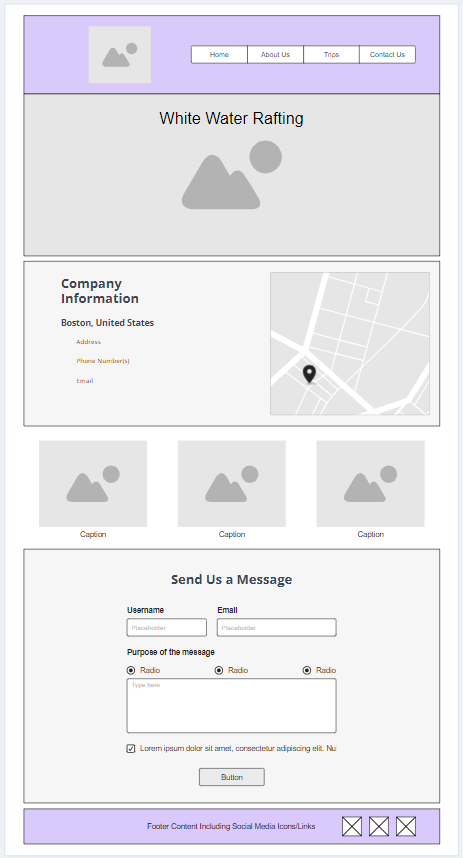 Home About Us Trips Contact Us
White Water Rafting
Company
Information
Boston, United States
Address
Phone Number(s)
Email
Caption Caption Caption
Send Us a Message
Username Email
Placeholder Placeholder
Purpose of the message
Radio Radio Radio
Type here
Lorem ipsum dolor sit amet, consectetur adipiscing elit. Nu
Button
Footer Content Including Social Media Icons/Links